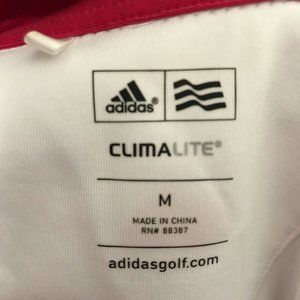 adidas®
CLIMALITE®
M
MADE IN CHINA
RN# 88387
adidasgolf.com